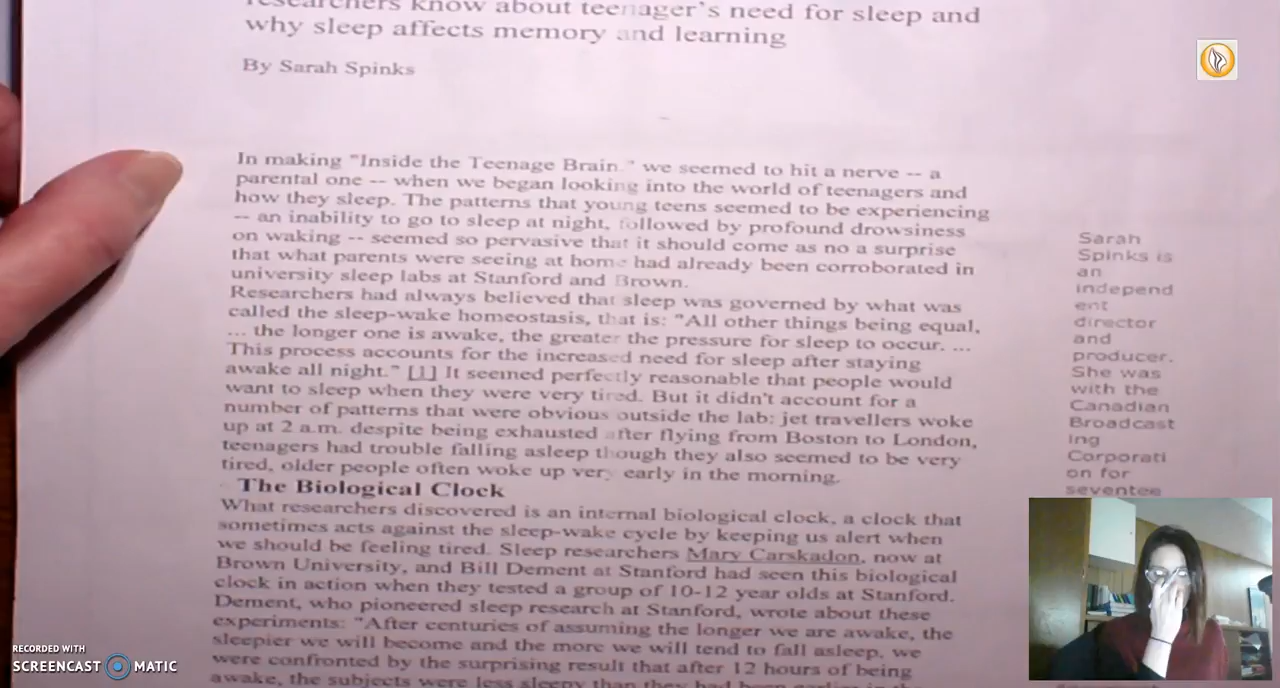 researchers know about teenager's need for sleep and
why sleep affects memory and learning
By Sarah Spinks
In making "Inside the Teenage Brain," we seemed to hit a nerve -- a
parental one -- when we began looking into the world of teenagers and
how they sleep. The patterns that young teens seemed to be experiencing
-- an inability to go to sleep at night, followed by profound drowsiness
on waking -- seemed so pervasive that it should come as no a surprise
that what parents were seeing at home had already been corroborated in
university sleep labs at Stanford and Brown.
Researchers had always believed that sleep was governed by what was
called the sleep-wake homeostasis, that is: "All other things being equal,
... the longer one is awake, the greater the pressure for sleep to occur. ...
This process accounts for the increased need for sleep after staying
awake all night." [1] It seemed perfectly reasonable that people would
want to sleep when they were very tired. But it didn't account for a
number of patterns that were obvious outside the lab: jet travellers woke
up at 2 a.m. despite being exhausted after flying from Boston to London,
teenagers had trouble falling asleep though they also seemed to be very
tired, older people often woke up very early in the morning.
The Biological Clock
What researchers discovered is an internal biological clock, a clock that
sometimes acts against the sleep-wake cycle by keeping us alert when
we should be feeling tired. Sleep researchers Mary Carskadon, now at
Brown University, and Bill Dement at Stanford had seen this biological
clock in action when they tested a group of 10-12 year olds at Stanford.
Dement, who pioneered sleep research at Stanford, wrote about these
experiments: "After centuries of assuming the longer we are awake, the
sleepier we will become and the more we will tend to fall asleep, we
were confronted by the surprising result that after 12 hours of being
awake, the subjects were less sleepy than they had been earlier in the
Sarah
Spinks is
an
independ
ent
director
and
producer.
She was
with the
Canadian
Broadcast
ing
Corporati
on for
seventee
RECORDED WITH
SCREENCAST MATIC